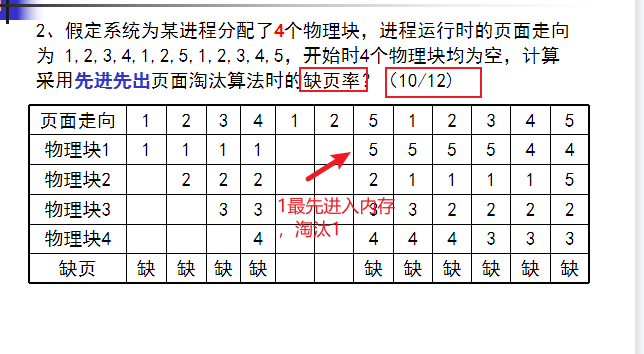 2、假定系统为某进程分配了4个物理块，进程运行时的页面走向
为 1,2,3,4,1,2,5,1,2,3,4,5，开始时4个物理块均为空，计算
采用先进先出页面淘汰算法时的缺页率？（10/12）
页面走向 1 2 3 4 1 2 5 1 2 3 4 5
物理块1 1 1 1 1 5 5 5 5 4 4
物理块2 2 2 2 2 1 1 1 1 5
物理块3 3 3 3 3 2 2 2 2
物理块4 4 4 4 4 3 3 3
缺页 缺 缺 缺 缺 缺 缺 缺 缺 缺 缺
1最先进入内存
，淘汰1